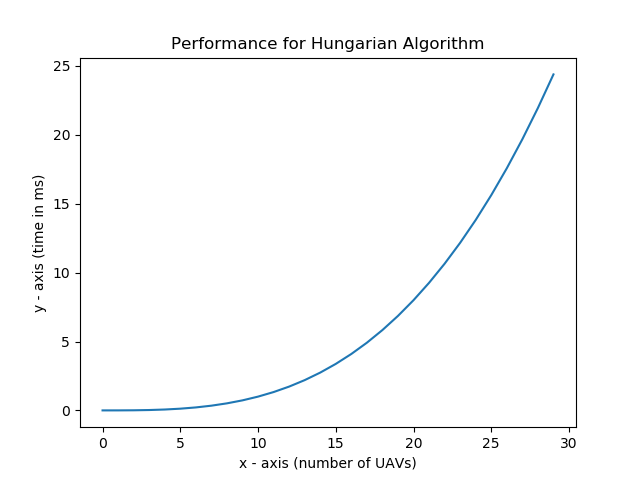 Performance for Hungarian Algorithm
25
20
15
10
5
0
y - axis (time in ms)
0 5 10 15 20 25 30
x - axis (number of UAVs)